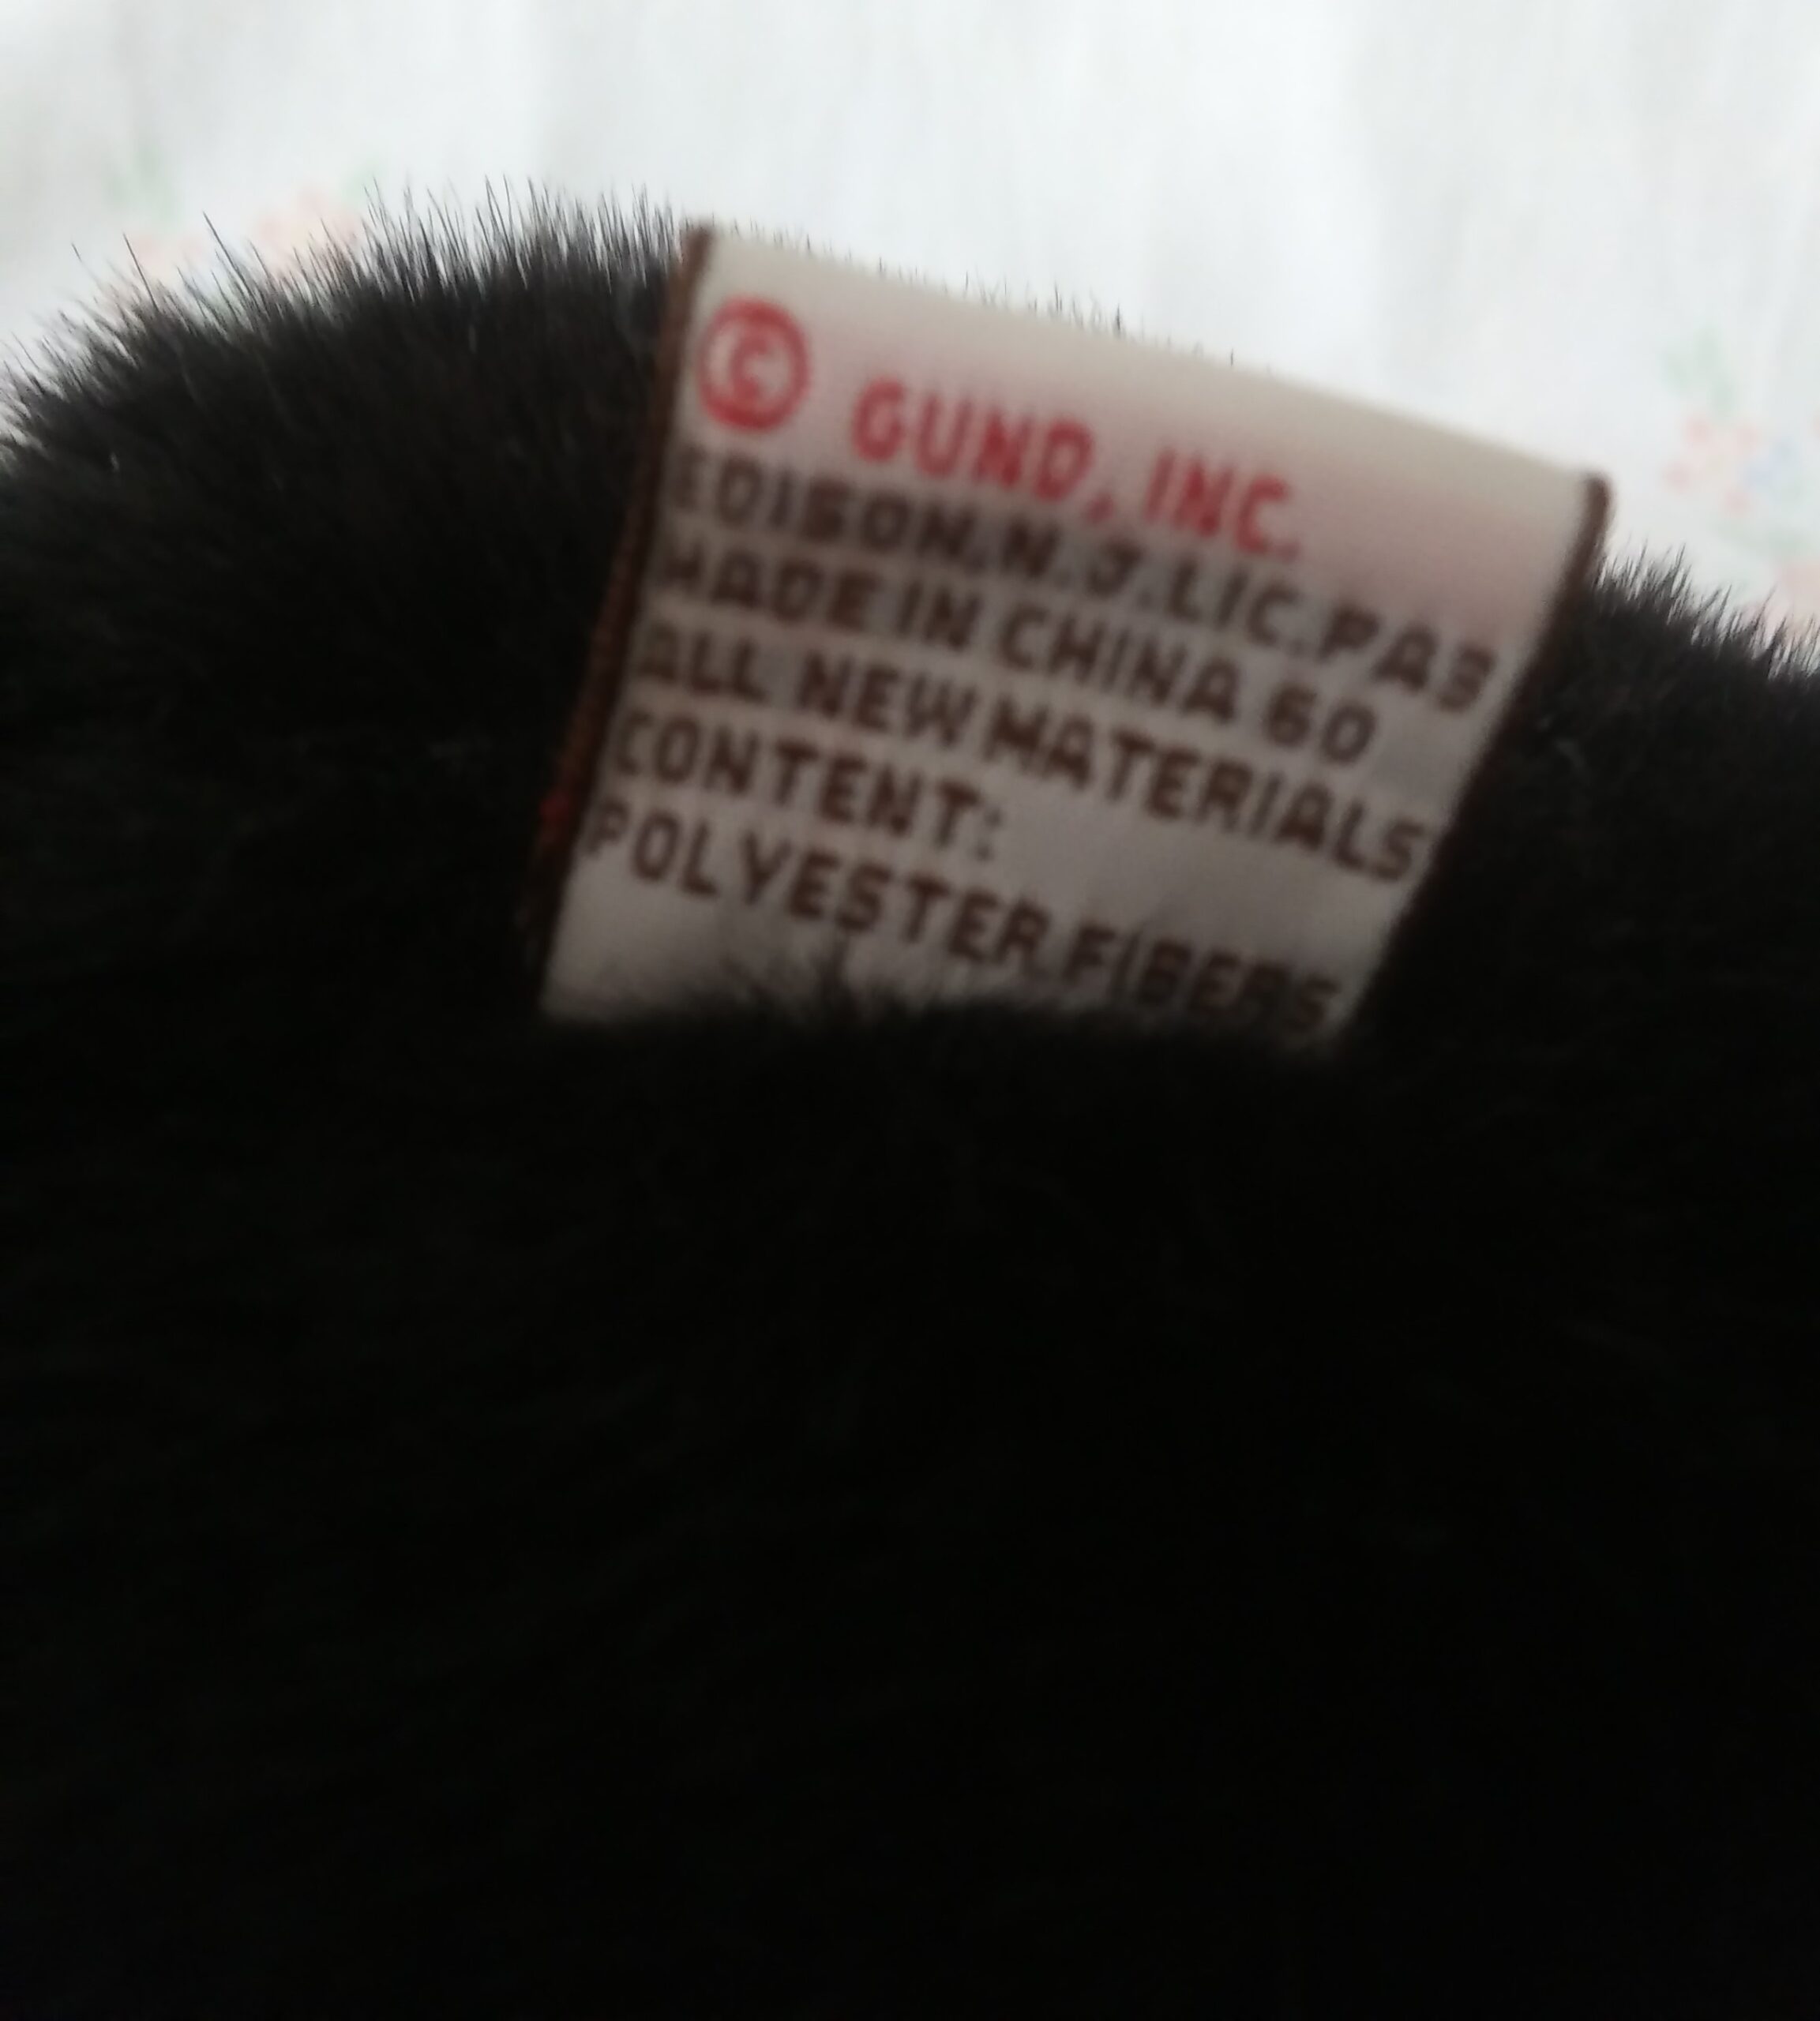 © GUND, INC.
EDISON, N.J. LIC. PA3
MADE IN CHINA 60
ALL NEW MATERIALS
CONTENT:
POLYESTER FIBERS